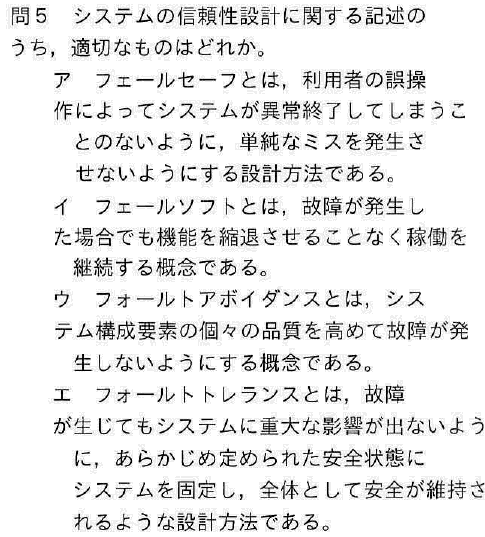 問５　システムの信頼性設計に関する記述の
うち，適切なものはどれか。
ア　フェールセーフとは，利用者の誤操
作によってシステムが異常終了してしまうこ
とのないように，単純なミスを発生さ
せないようにする設計方法である。
イ　フェールソフトとは，故障が発生し
た場合でも機能を縮退させることなく稼働を
継続する概念である。
ウ　フォールトアボイダンスとは，シス
テム構成要素の個々の品質を高めて故障が発
生しないようにする概念である。
エ　フォールトトレランスとは，故障
が生じてもシステムに重大な影響が出ないよう
に，あらかじめ定められた安全状態に
システムを固定し，全体として安全が維持さ
れるような設計方法である。